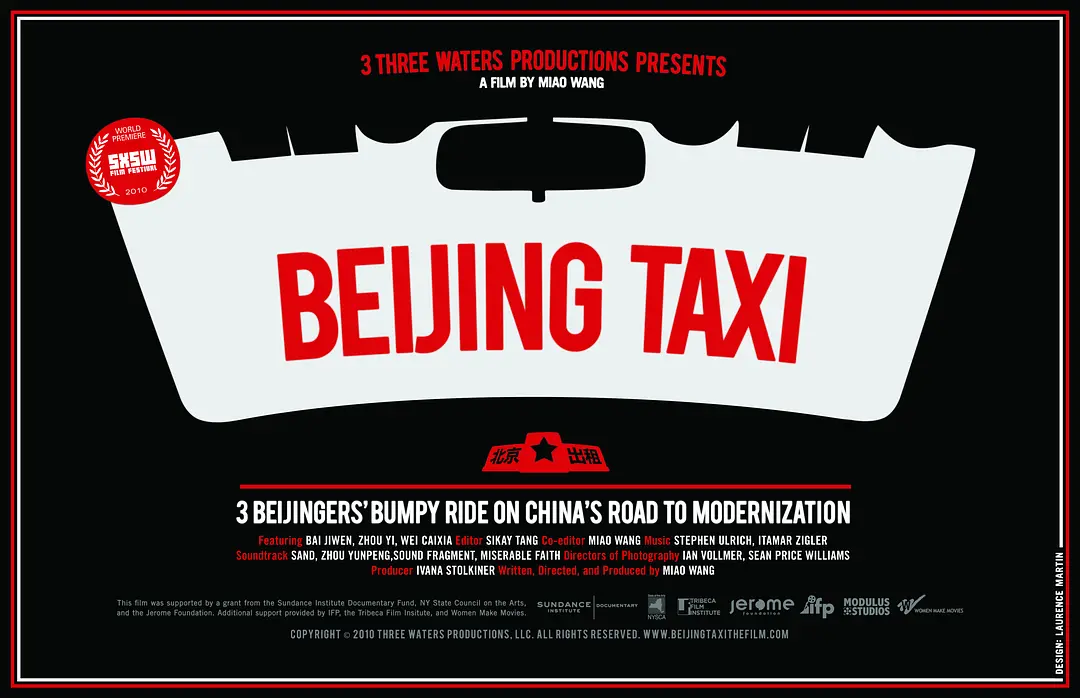 3 THREE WATERS PRODUCTIONS PRESENTS
A FILM BY MIAO WANG
WORLD
PREMIERE
SXSW
FILM FESTIVAL
2010
BEIJING TAXI
北京 出租
3 BEIJINGERS' BUMPY RIDE ON CHINA'S ROAD TO MODERNIZATION
Featuring BAI JIWEN, ZHOU YI, WEI CAIXIA Editor SIKAY TANG Co-editor MIAO WANG Music STEPHEN ULRICH, ITAMAR ZIGLER
Soundtrack SAND, ZHOU YUNPENG,SOUND FRAGMENT, MISERABLE FAITH Directors of Photography IAN VOLLMER, SEAN PRICE WILLIAMS
Producer IVANA STOLKINER Written, Directed, and Produced by MIAO WANG
This film was supported by a grant from the Sundance Institute Documentary Fund, NY State Council on the Arts,
and the Jerome Foundation. Additional support provided by IFP, the Tribeca Film Insitute, and Women Make Movies.
SUNDANCE
INSTITUTE
DOCUMENTARY
NYSCA
TRIBECA
FILM
INSTITUTE
jerome
foundation
ifp
MODULUS
+STUDIOS
WOMEN MAKE MOVIES
COPYRIGHT © 2010 THREE WATERS PRODUCTIONS, LLC. ALL RIGHTS RESERVED. WWW.BEIJINGTAXITHEFILM.COM
DESIGN: LAURENCE MARTIN